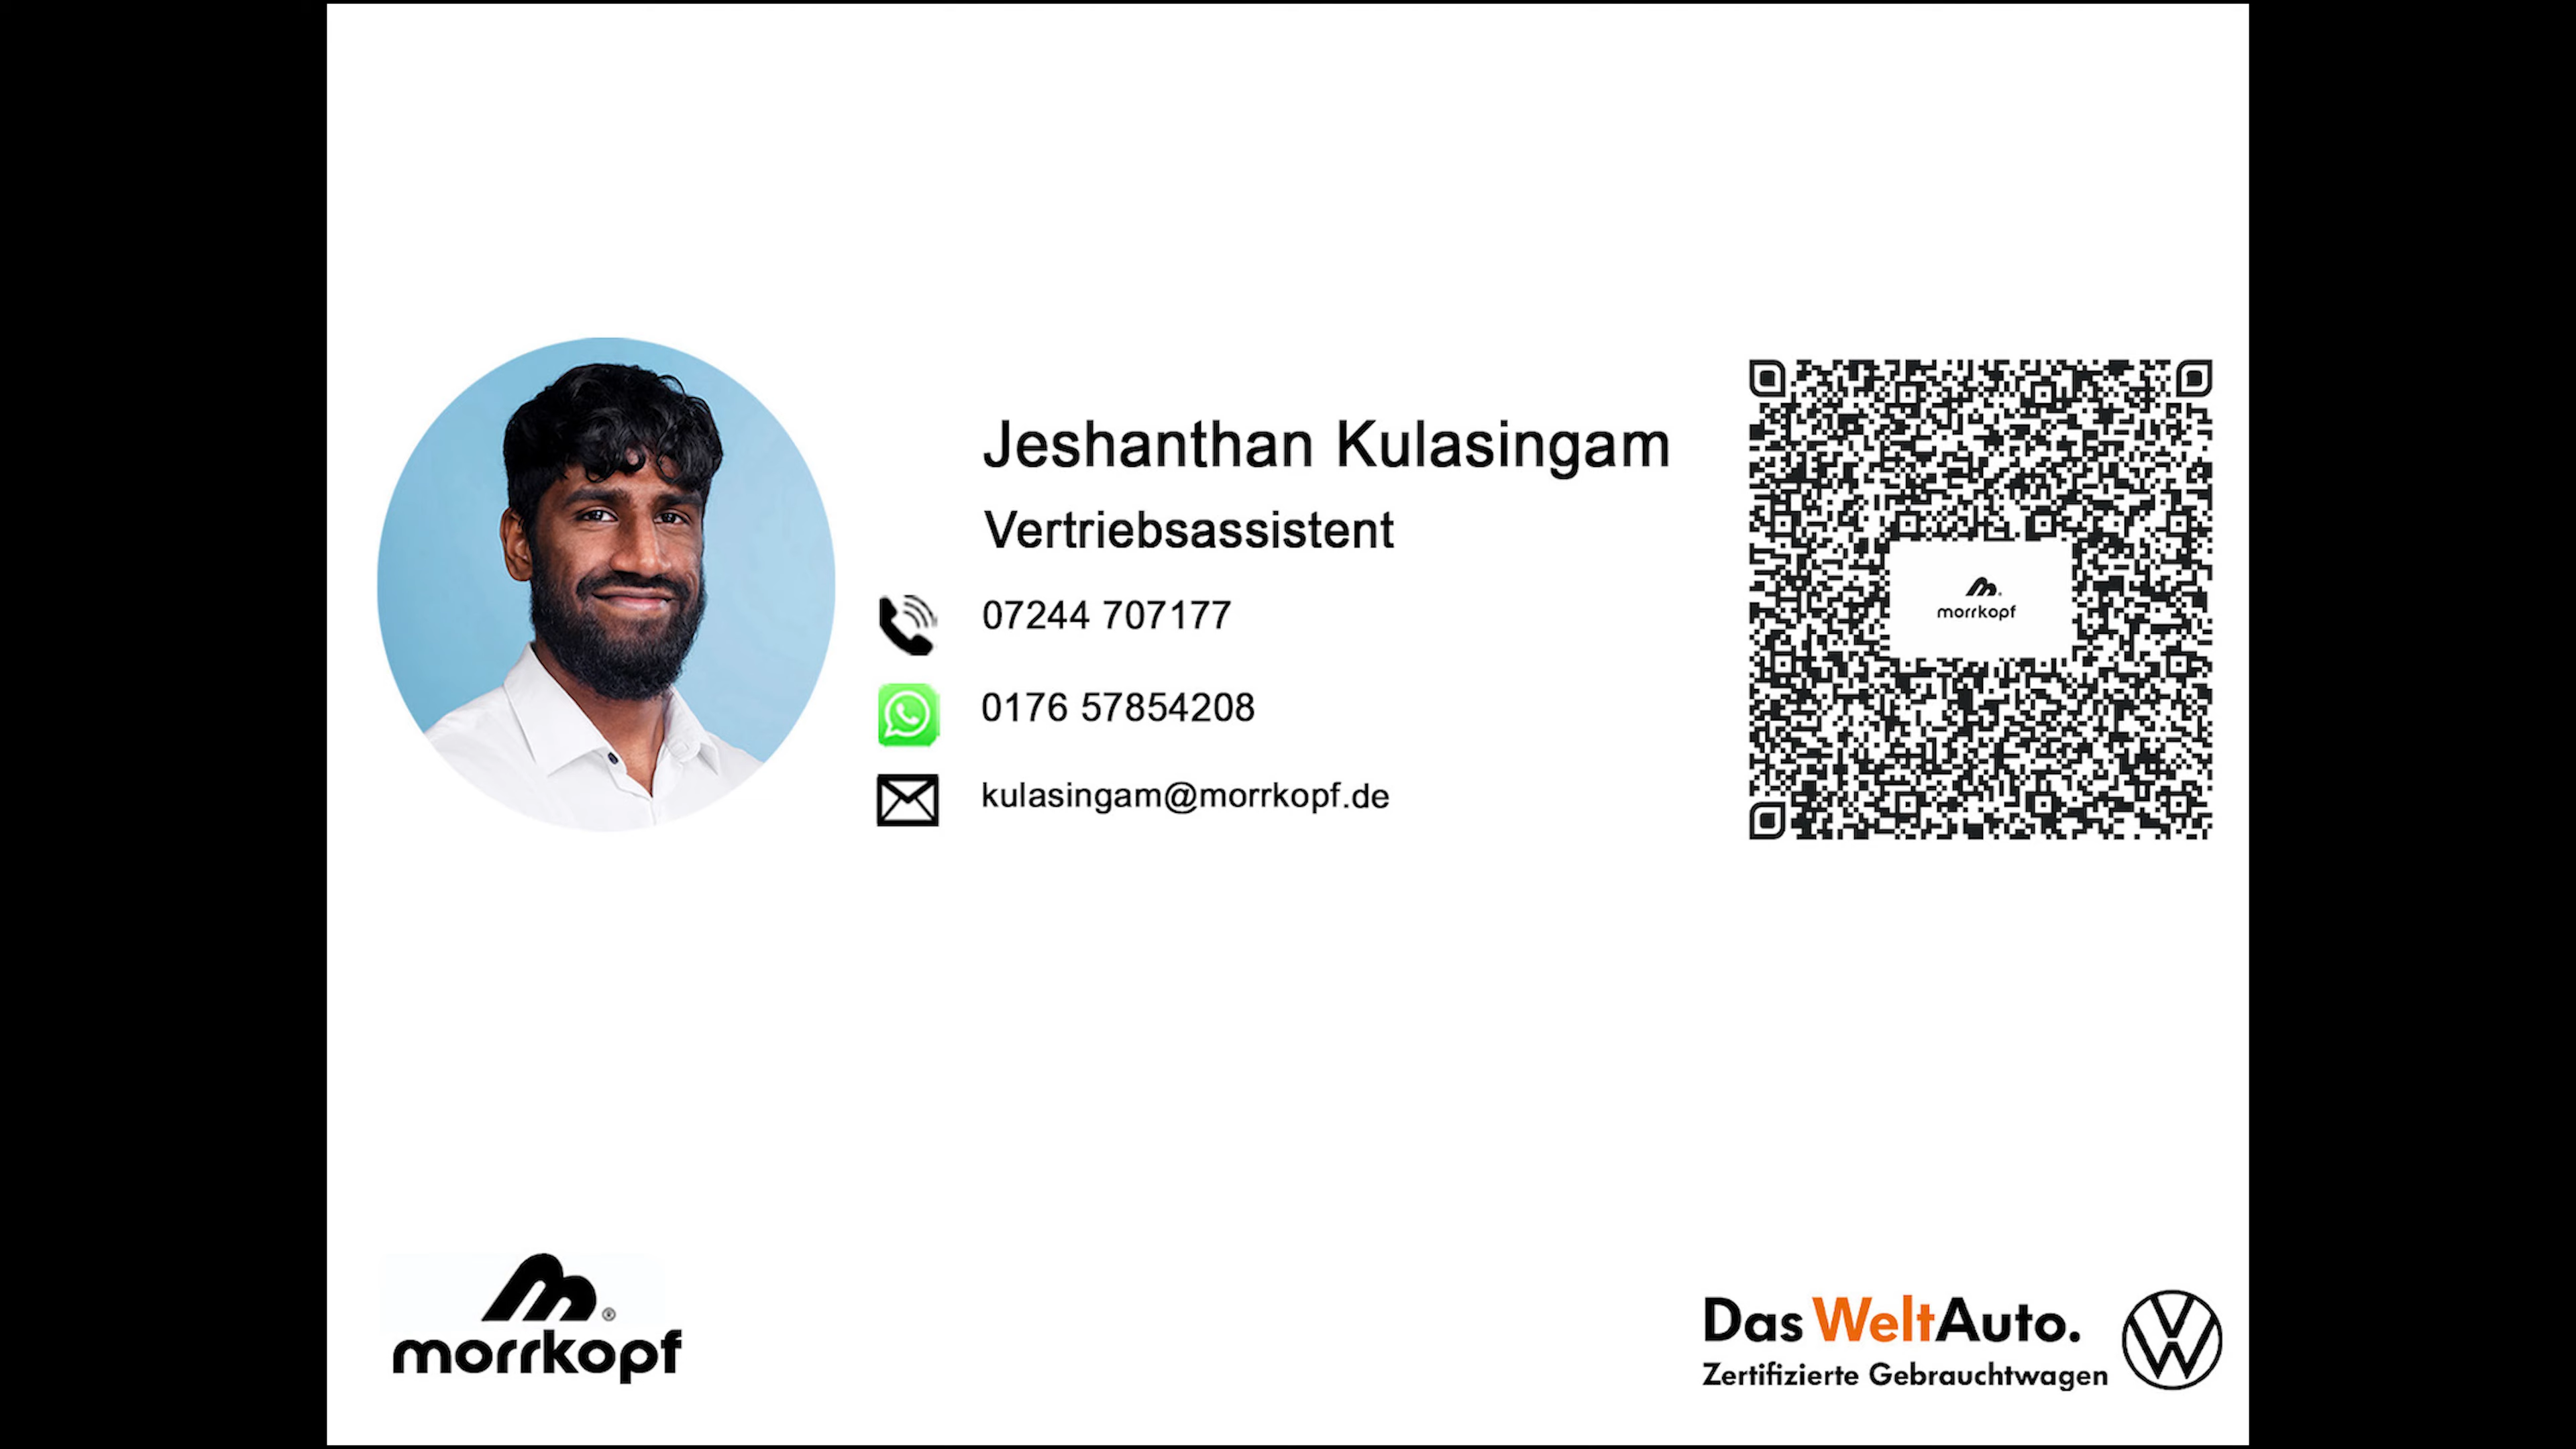 Jeshanthan Kulasingam
Vertriebsassistent
07244 707177
0176 57854208
kulasingam@morrkopf.de
morrkopf
morrkopf
Das WeltAuto.
Zertifizierte Gebrauchtwagen